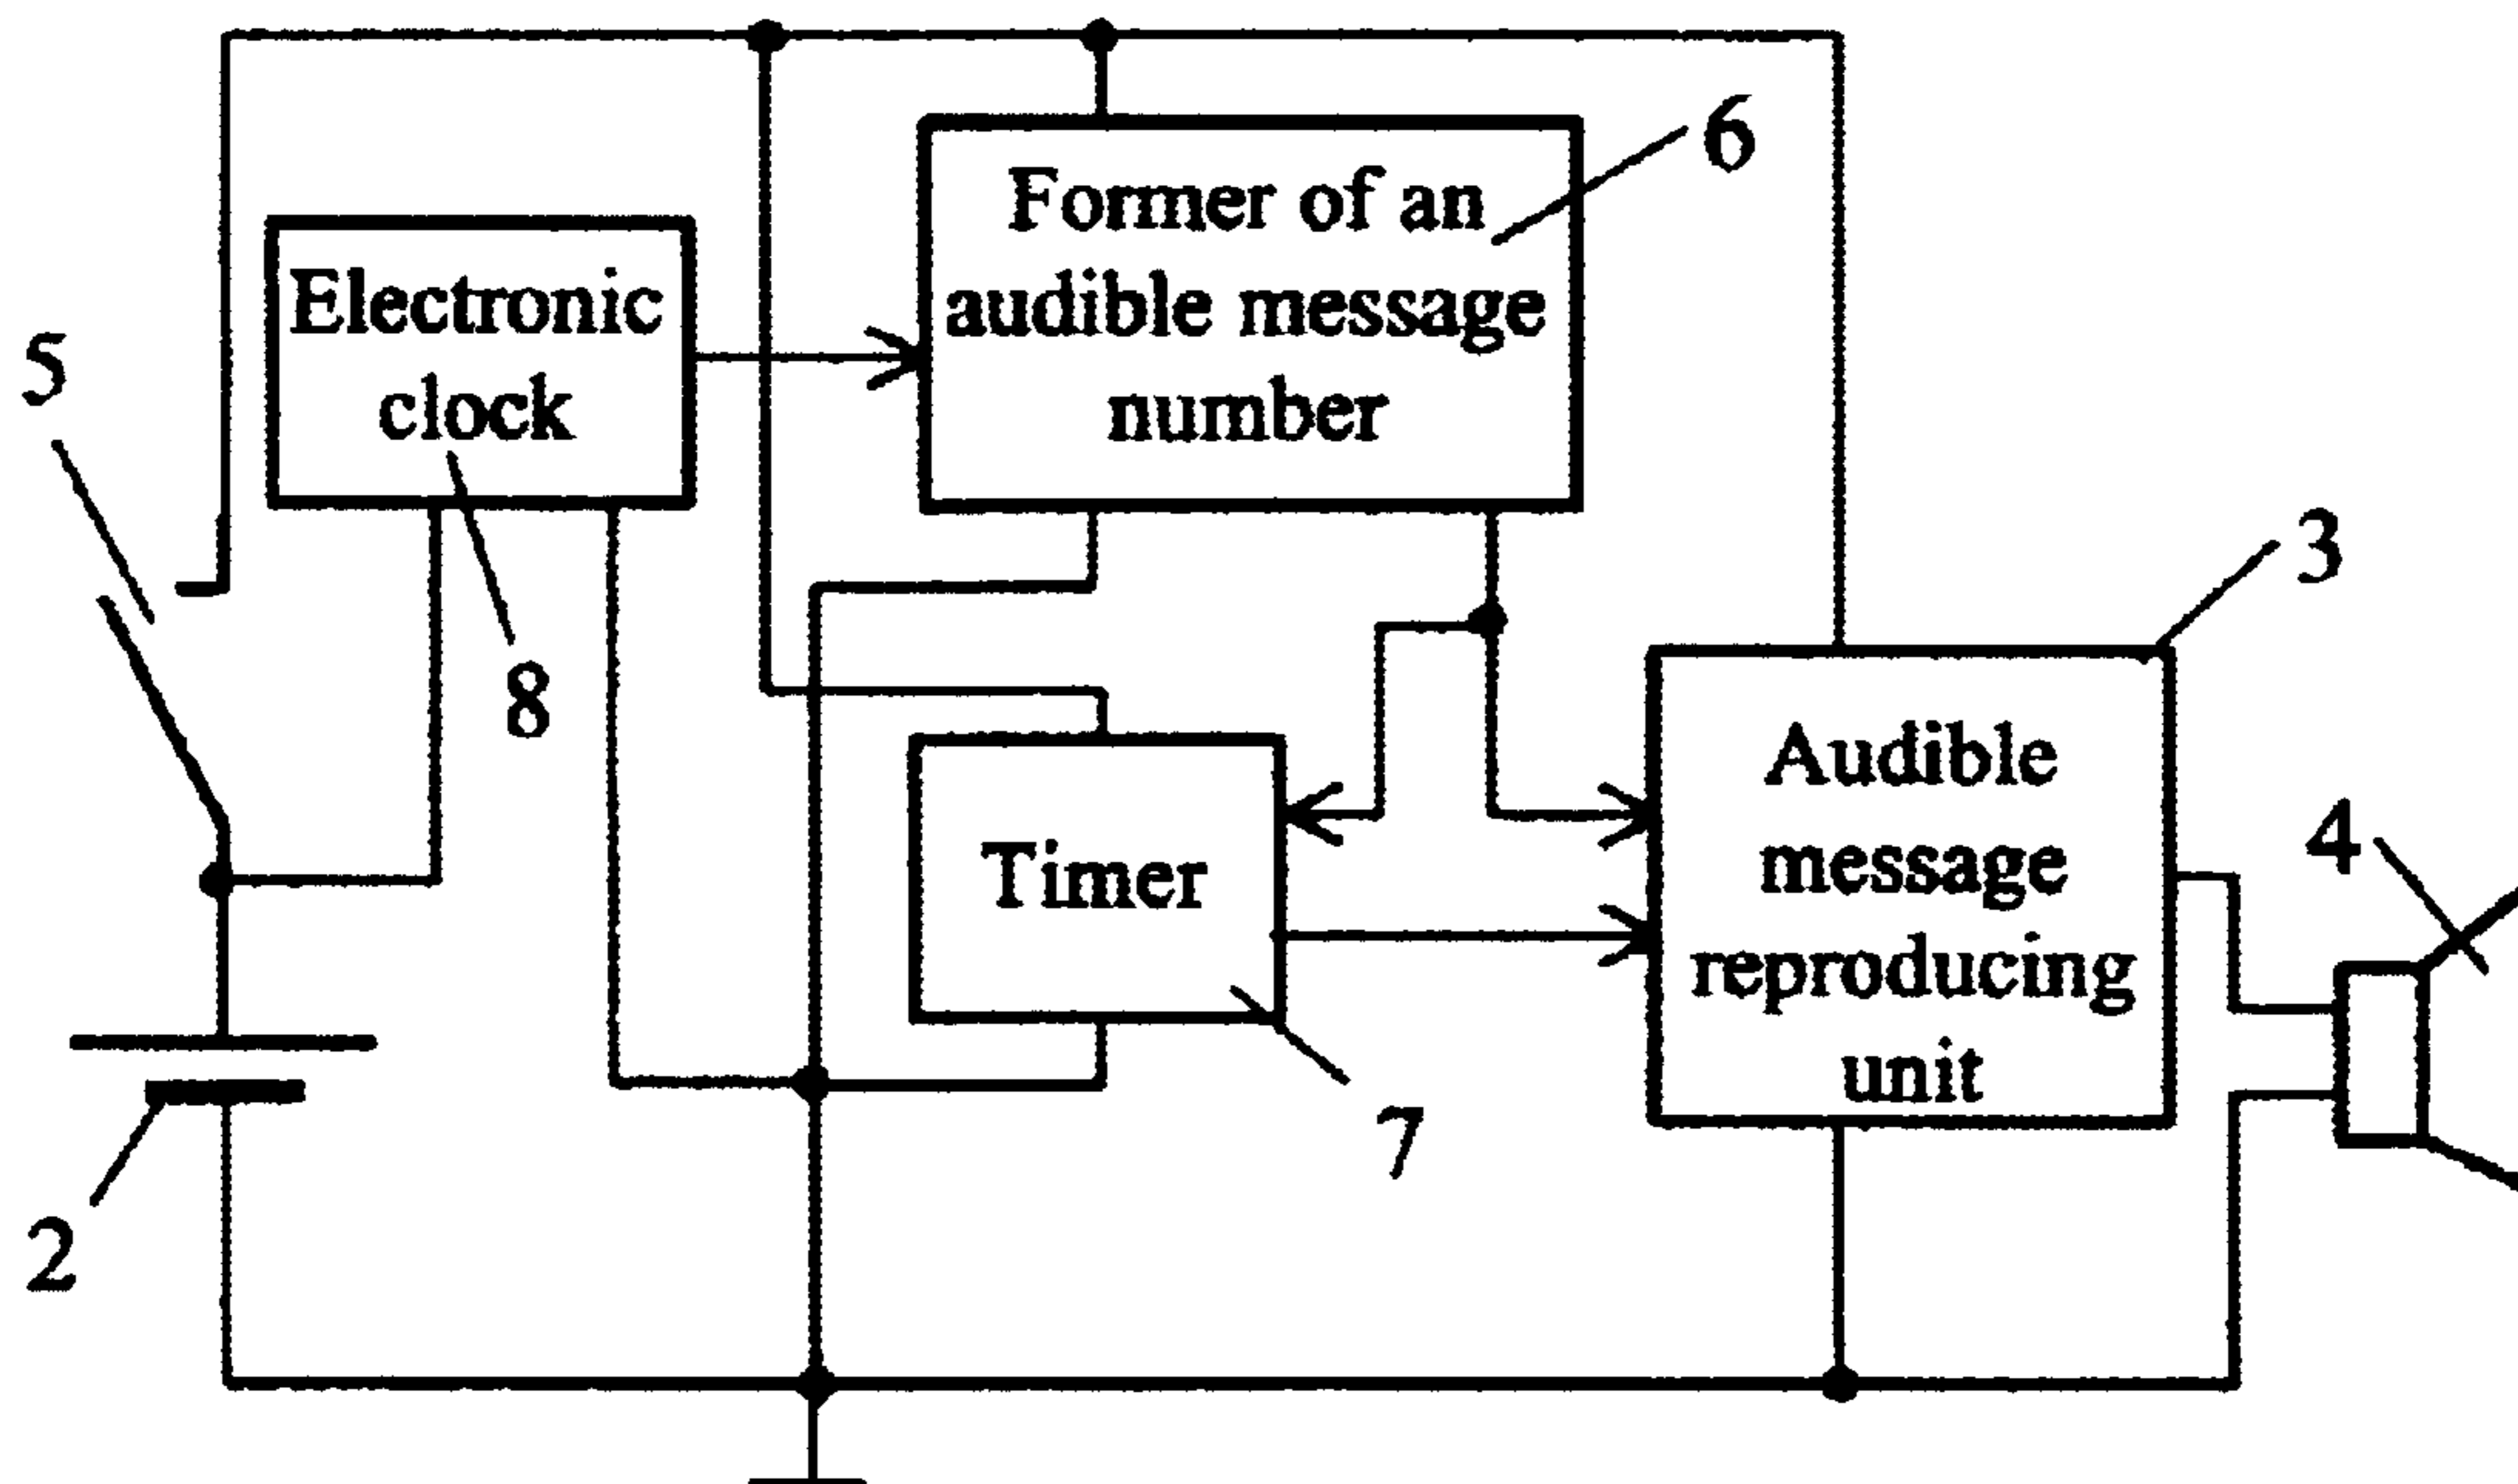 6
Former of an
audible message
number
Electronic
clock
5
3
8
Audible
message
reproducing
unit
4
Timer
7
2